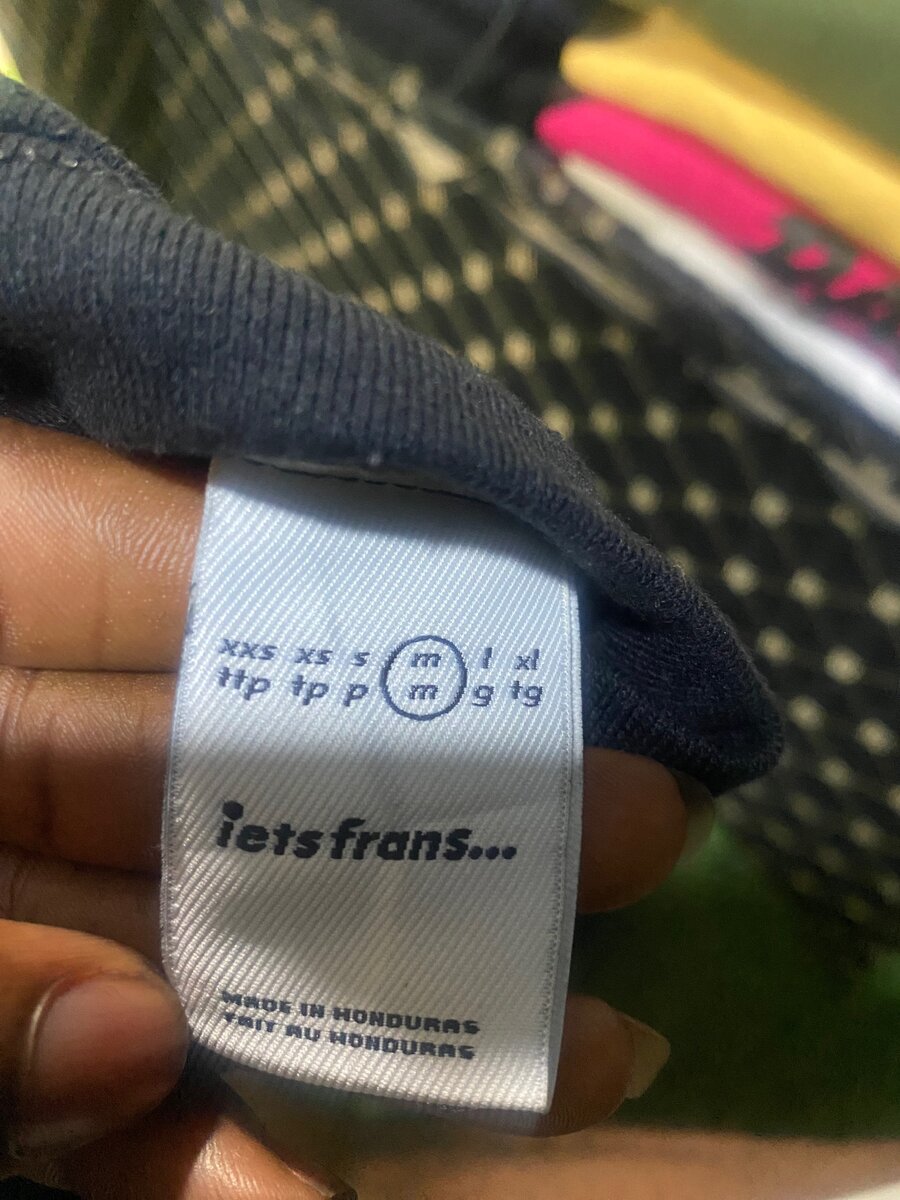 xxs xs s m l xl
ttp tp p m g tg
iets frans...
MADE IN HONDURAS
FAIT AU HONDURAS